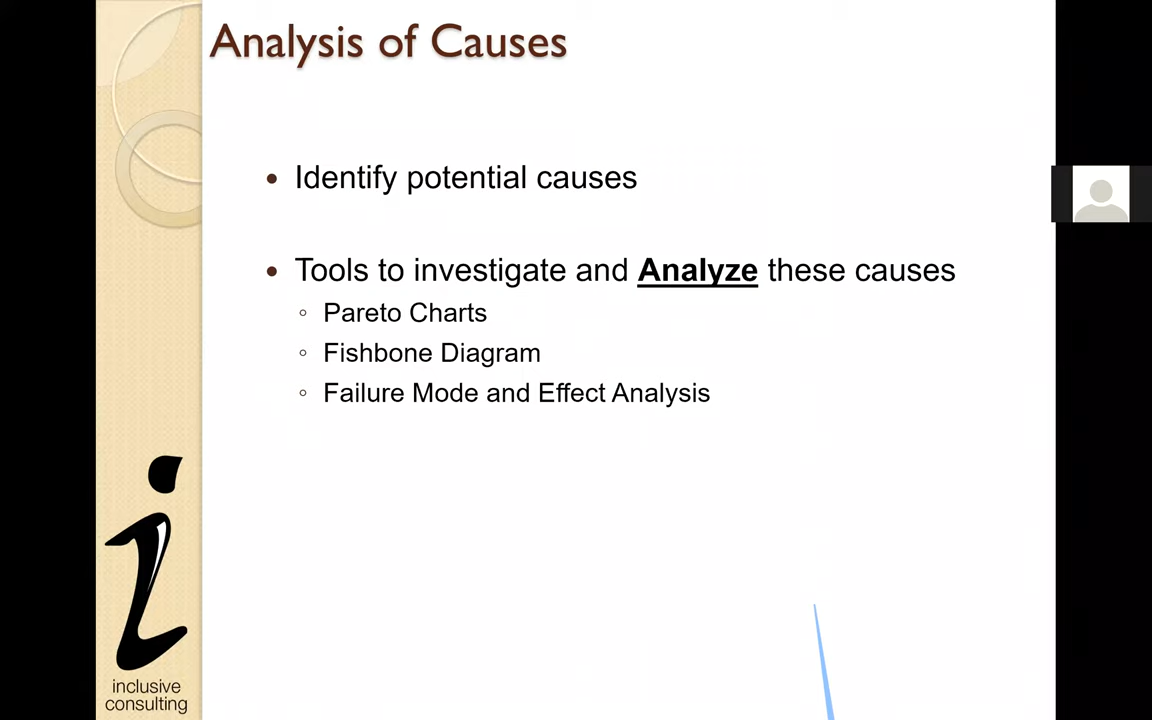 Analysis of Causes
Identify potential causes
Tools to investigate and Analyze these causes
Pareto Charts
Fishbone Diagram
Failure Mode and Effect Analysis
inclusive
consulting